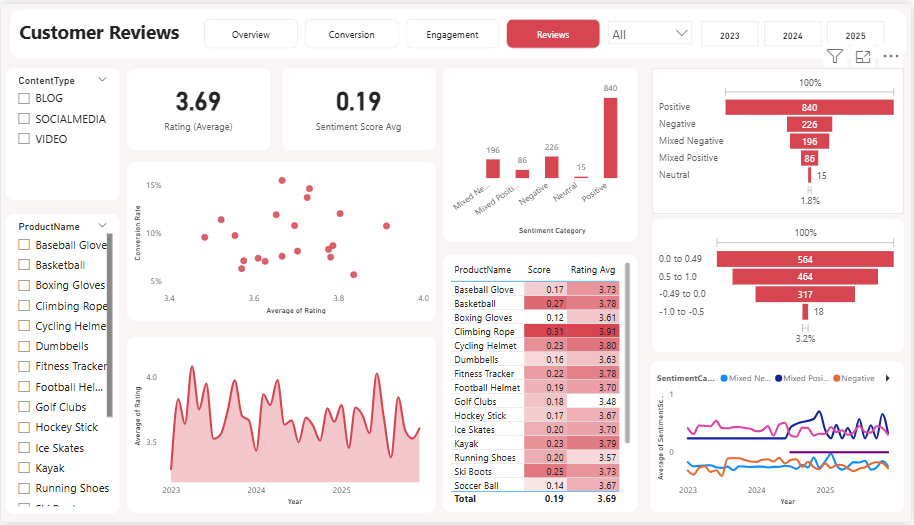 Customer Reviews
Overview
Conversion
Engagement
Reviews
All
2023
2024
2025
ContentType
BLOG
SOCIALMEDIA
VIDEO
ProductName
Baseball Glove
Basketball
Boxing Gloves
Climbing Rope
Cycling Helme
Dumbbells
Fitness Tracker
Football Hel...
Golf Clubs
Hockey Stick
Ice Skates
Kayak
Running Shoes
3.69
Rating (Average)
0.19
Sentiment Score Avg
Conversion Rate
15%
10%
5%
3.4 3.6 3.8 4.0
Average of Rating
Average of Rating
4.0
3.5
2023 2024 2025
Year
196
86
226
15
840
Mixed Ne...
Mixed Positi...
Negative
Neutral
Positive
Sentiment Category
ProductName Score Rating Avg
Baseball Glove 0.17 3.73
Basketball 0.27 3.78
Boxing Gloves 0.12 3.61
Climbing Rope 0.31 3.91
Cycling Helmet 0.23 3.80
Dumbbells 0.16 3.63
Fitness Tracker 0.22 3.78
Football Helmet 0.19 3.70
Golf Clubs 0.18 3.48
Hockey Stick 0.17 3.67
Ice Skates 0.20 3.70
Kayak 0.23 3.79
Running Shoes 0.20 3.57
Ski Boots 0.25 3.73
Soccer Ball 0.14 3.67
Total 0.19 3.69
100%
Positive 840
Negative 226
Mixed Negative 196
Mixed Positive 86
Neutral 15
1.8%
100%
0.0 to 0.49 564
0.5 to 1.0 464
-0.49 to 0.0 317
-1.0 to -0.5 18
3.2%
SentimentCa... Mixed Ne... Mixed Posi... Negative
Average of SentimentSc...
1
0
2023 2024 2025
Year